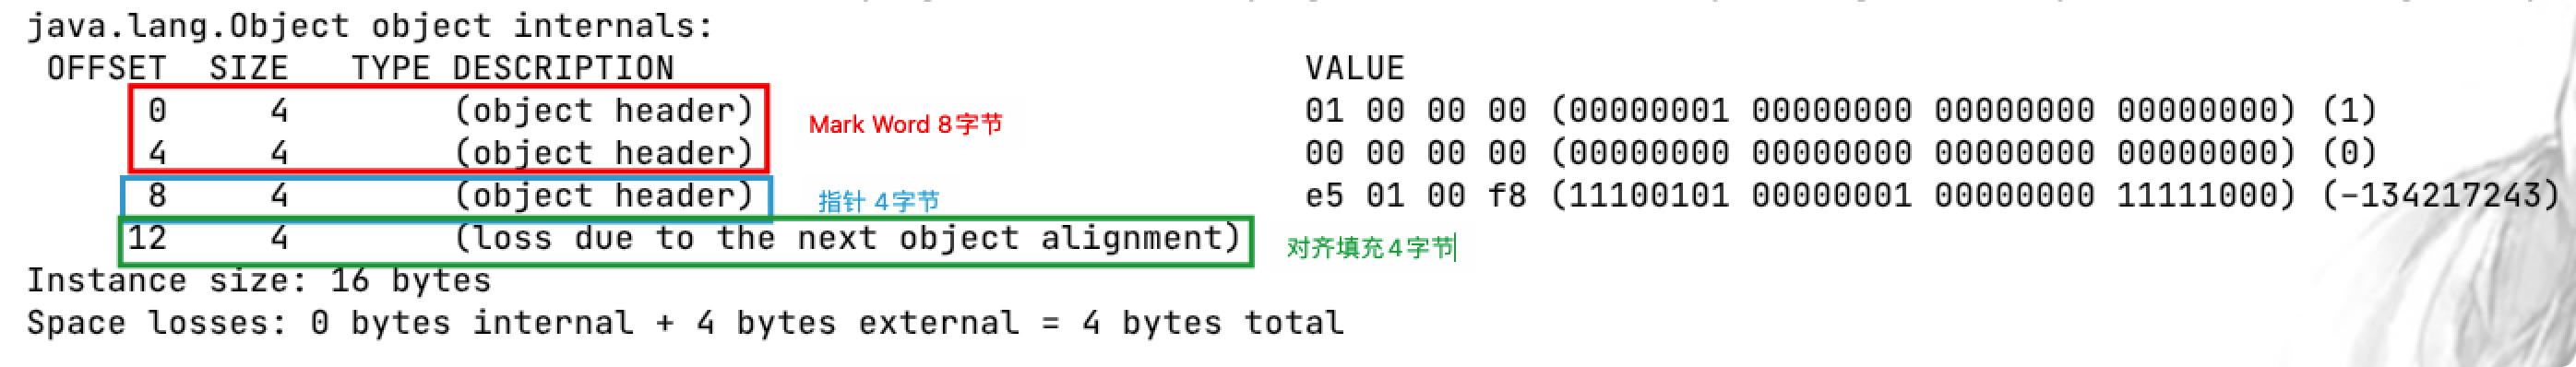 java.lang.Object object internals:
OFFSET SIZE TYPE DESCRIPTION VALUE
0 4 (object header) Mark Word 8字节 01 00 00 00 (00000001 00000000 00000000 00000000) (1)
4 4 (object header) 00 00 00 00 (00000000 00000000 00000000 00000000) (0)
8 4 (object header) 指针 4字节 e5 01 00 f8 (11100101 00000001 00000000 11111000) (-134217243)
12 4 (loss due to the next object alignment) 对齐填充4字节
Instance size: 16 bytes
Space losses: 0 bytes internal + 4 bytes external = 4 bytes total